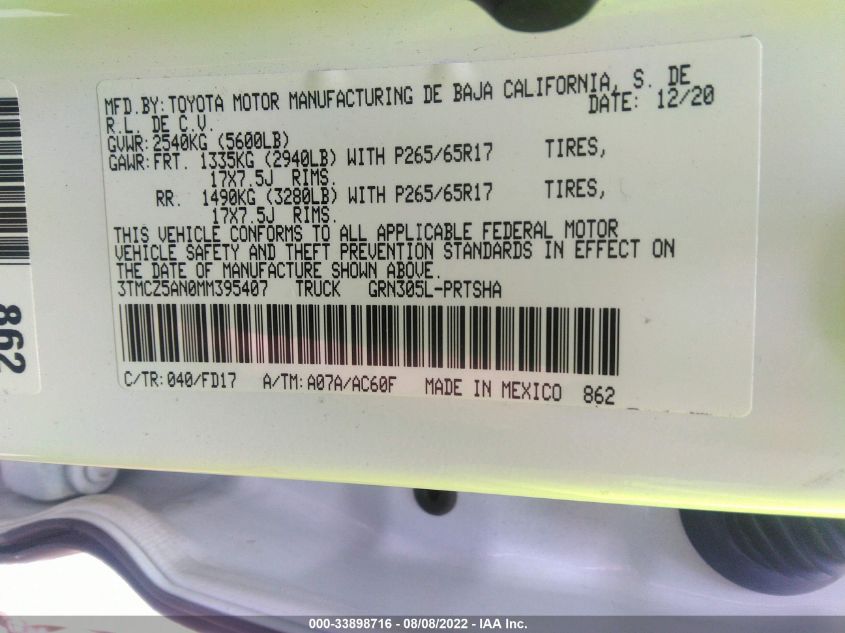 MFD.BY:TOYOTA MOTOR MANUFACTURING DE BAJA CALIFORNIA, S. DE
R.L. DE C.V. DATE: 12/20
GVWR:2540KG (5600LB)
GAWR:FRT. 1335KG (2940LB) WITH P265/65R17 TIRES,
17X7.5J RIMS.
RR. 1490KG (3280LB) WITH P265/65R17 TIRES,
17X7.5J RIMS.
THIS VEHICLE CONFORMS TO ALL APPLICABLE FEDERAL MOTOR
VEHICLE SAFETY AND THEFT PREVENTION STANDARDS IN EFFECT ON
THE DATE OF MANUFACTURE SHOWN ABOVE.
3TMCZ5AN0MM395407 TRUCK GRN305L-PRTSHA
C/TR:040/FD17 A/TM:A07A/AC60F MADE IN MEXICO 862
862
000-33898716 - 08/08/2022 - IAA Inc.